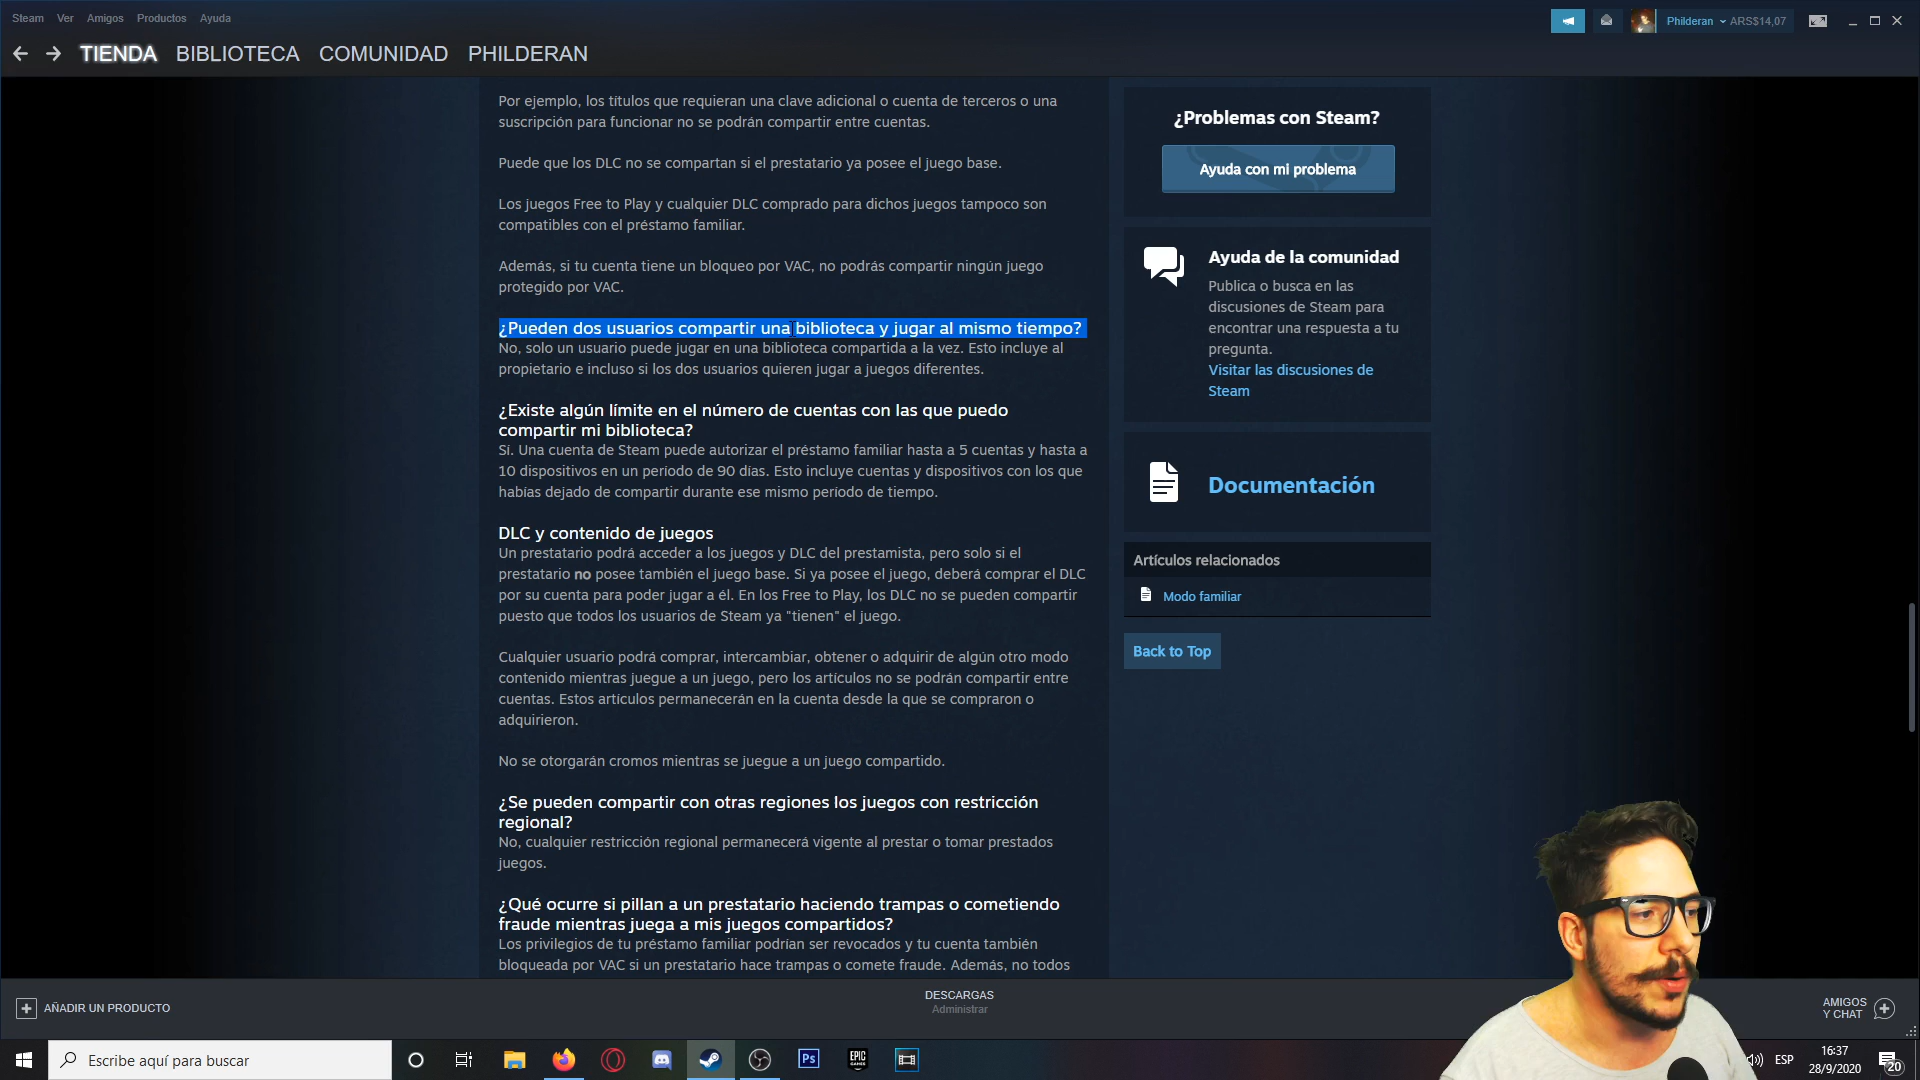 Steam Ver Amigos Productos Ayuda
Philderan ARS$14,07
TIENDA BIBLIOTECA COMUNIDAD PHILDERAN
Por ejemplo, los títulos que requieran una clave adicional o cuenta de terceros o una
suscripción para funcionar no se podrán compartir entre cuentas.
Puede que los DLC no se compartan si el prestatario ya posee el juego base.
Los juegos Free to Play y cualquier DLC comprado para dichos juegos tampoco son
compatibles con el préstamo familiar.
Además, si tu cuenta tiene un bloqueo por VAC, no podrás compartir ningún juego
protegido por VAC.
¿Pueden dos usuarios compartir una biblioteca y jugar al mismo tiempo?
No, solo un usuario puede jugar en una biblioteca compartida a la vez. Esto incluye al
propietario e incluso si los dos usuarios quieren jugar a juegos diferentes.
¿Existe algún límite en el número de cuentas con las que puedo
compartir mi biblioteca?
Sí. Una cuenta de Steam puede autorizar el préstamo familiar hasta a 5 cuentas y hasta a
10 dispositivos en un período de 90 días. Esto incluye cuentas y dispositivos con los que
habías dejado de compartir durante ese mismo período de tiempo.
DLC y contenido de juegos
Un prestatario podrá acceder a los juegos y DLC del prestamista, pero solo si el
prestatario no posee también el juego base. Si ya posee el juego, deberá comprar el DLC
por su cuenta para poder jugar a él. En los Free to Play, los DLC no se pueden compartir
puesto que todos los usuarios de Steam ya "tienen" el juego.
Cualquier usuario podrá comprar, intercambiar, obtener o adquirir de algún otro modo
contenido mientras juegue a un juego, pero los artículos no se podrán compartir entre
cuentas. Estos artículos permanecerán en la cuenta desde la que se compraron o
adquirieron.
No se otorgarán cromos mientras se juegue a un juego compartido.
¿Se pueden compartir con otras regiones los juegos con restricción
regional?
No, cualquier restricción regional permanecerá vigente al prestar o tomar prestados
juegos.
¿Qué ocurre si pillan a un prestatario haciendo trampas o cometiendo
fraude mientras juega a mis juegos compartidos?
Los privilegios de tu préstamo familiar podrían ser revocados y tu cuenta también
bloqueada por VAC si un prestatario hace trampas o comete fraude. Además, no todos
¿Problemas con Steam?
Ayuda con mi problema
Ayuda de la comunidad
Publica o busca en las
discusiones de Steam para
encontrar una respuesta a tu
pregunta.
Visitar las discusiones de
Steam
Documentación
Artículos relacionados
Modo familiar
Back to Top
AÑADIR UN PRODUCTO
DESCARGAS
Administrar
AMIGOS
Y CHAT
Escribe aquí para buscar
Ps
EPIC
GAMES
ESP
16:37
28/9/2020
20